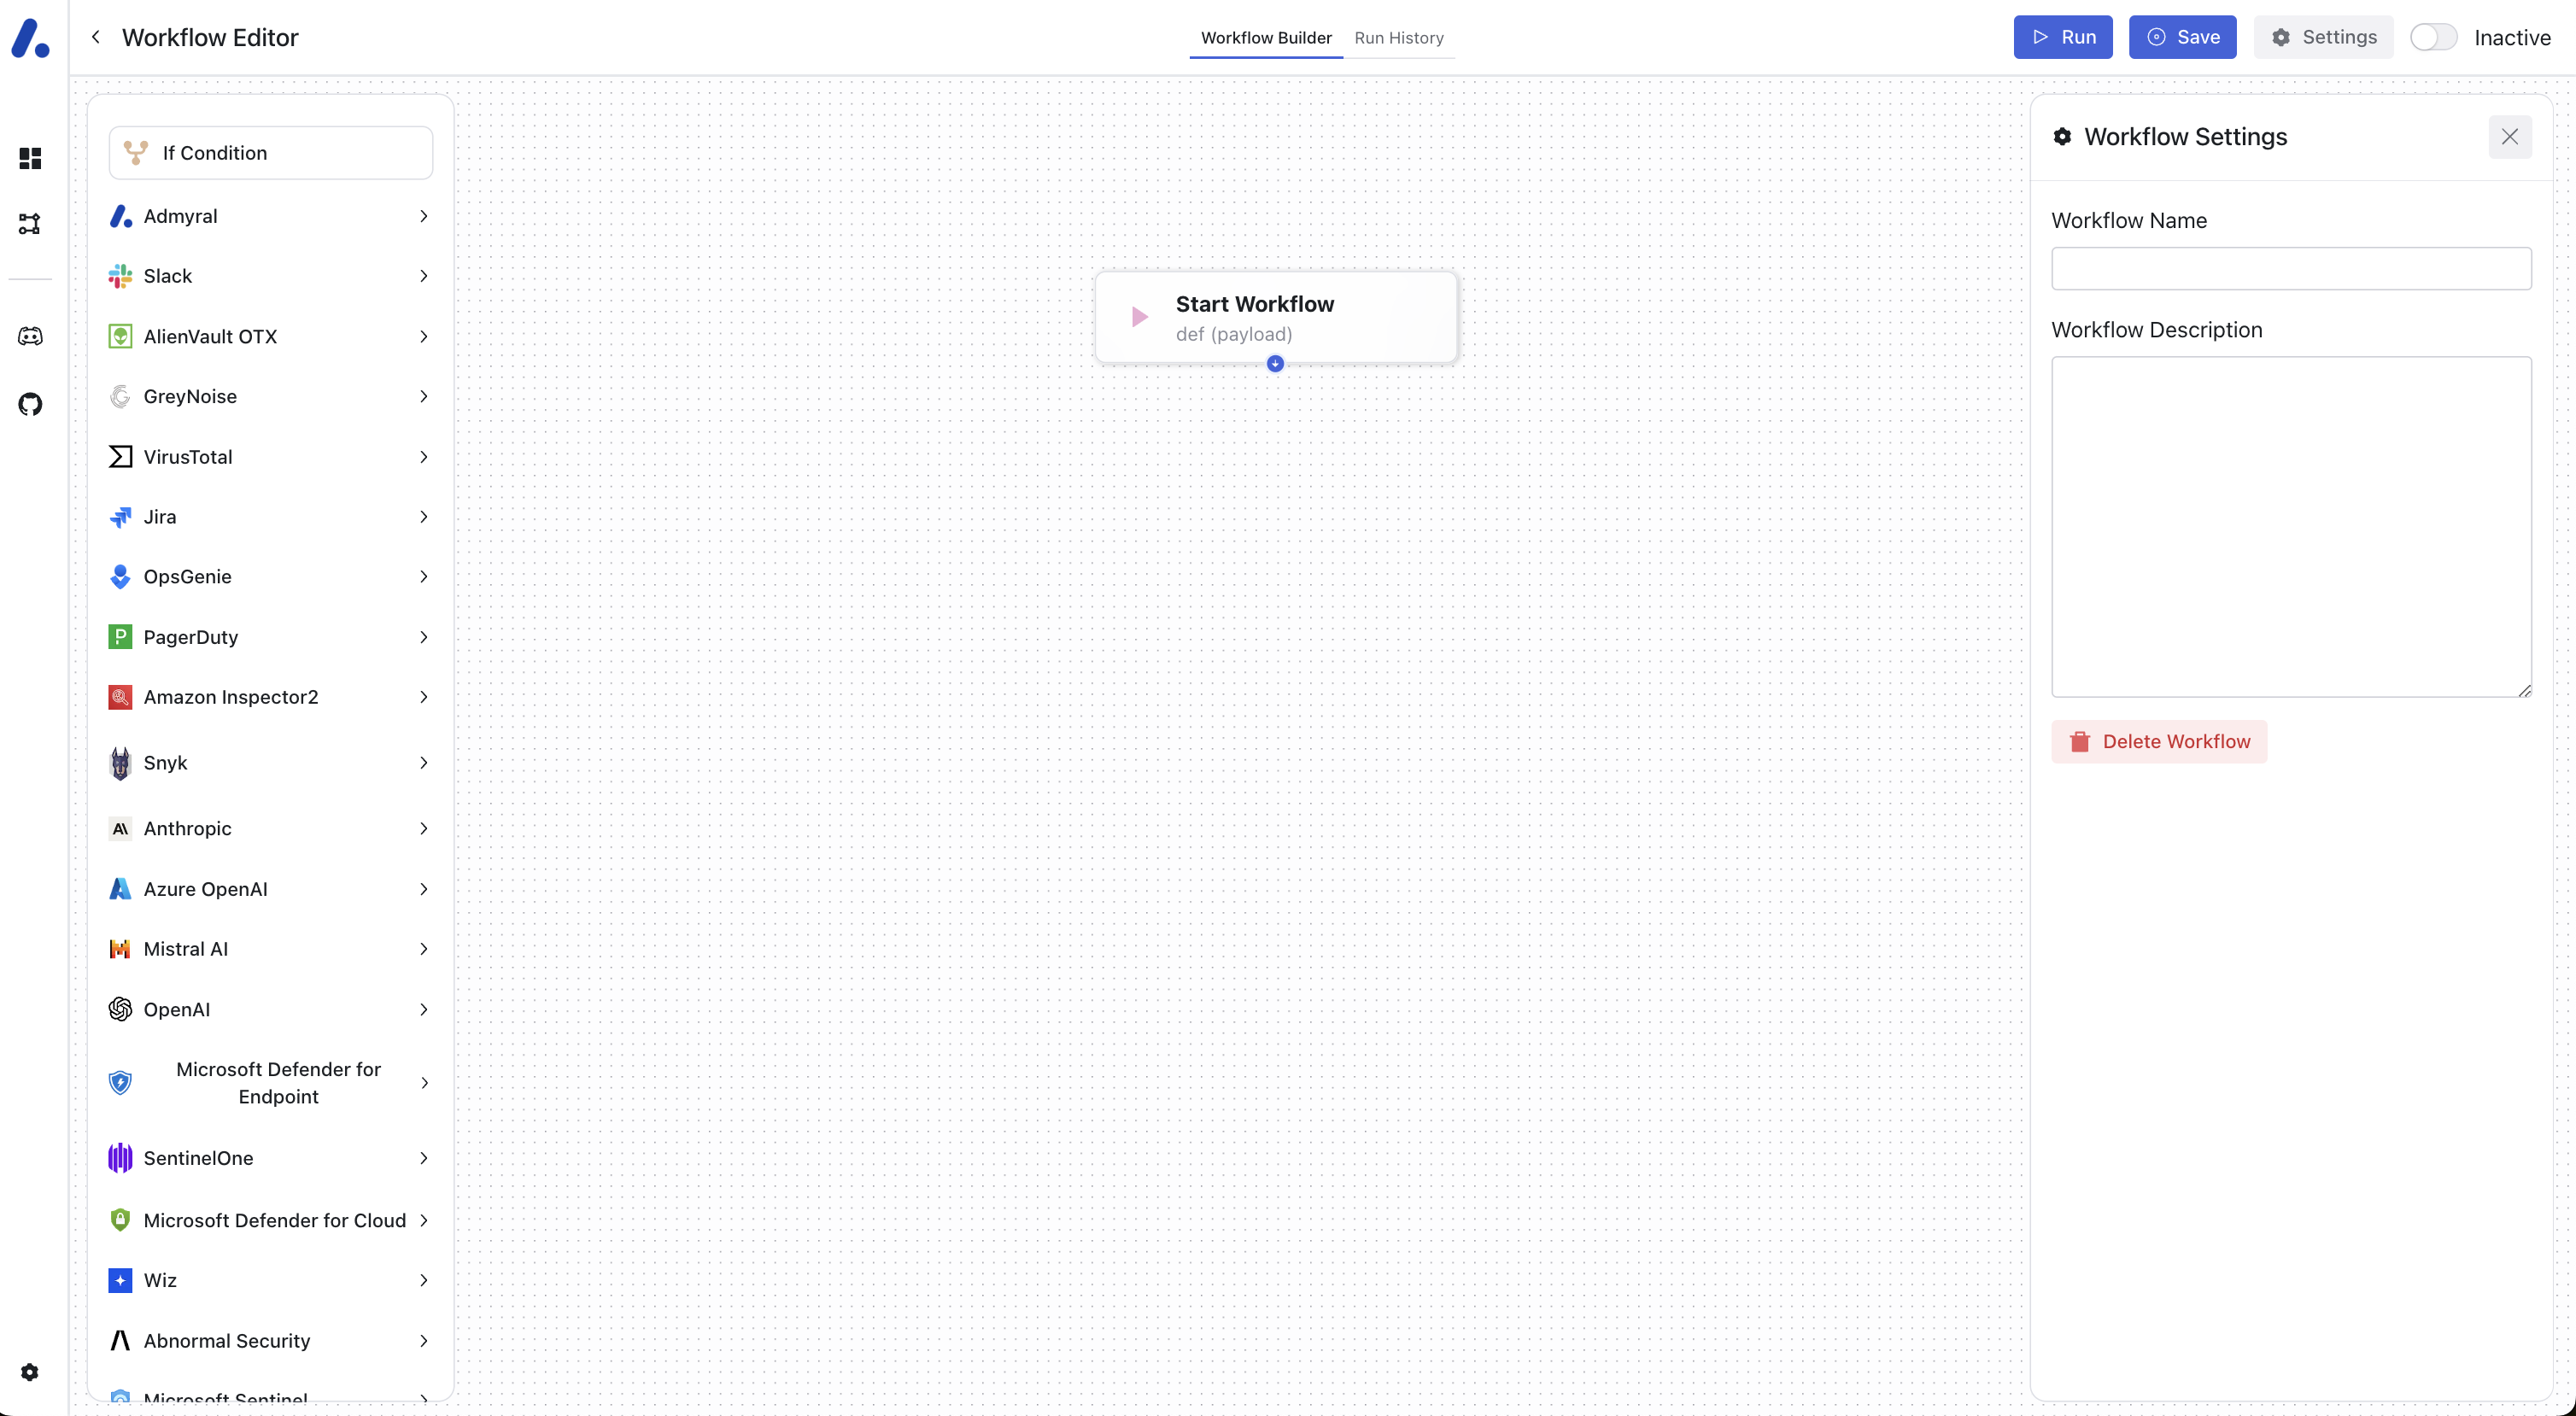 Workflow Editor
Workflow Builder
Run History
Run
Save
Settings
Inactive
If Condition
Admyral
Slack
AlienVault OTX
GreyNoise
VirusTotal
Jira
OpsGenie
PagerDuty
Amazon Inspector2
Snyk
Anthropic
Azure OpenAI
Mistral AI
OpenAI
Microsoft Defender for
Endpoint
SentinelOne
Microsoft Defender for Cloud
Wiz
Abnormal Security
Microsoft Sentinel
Start Workflow
def (payload)
Workflow Settings
Workflow Name
Workflow Description
Delete Workflow